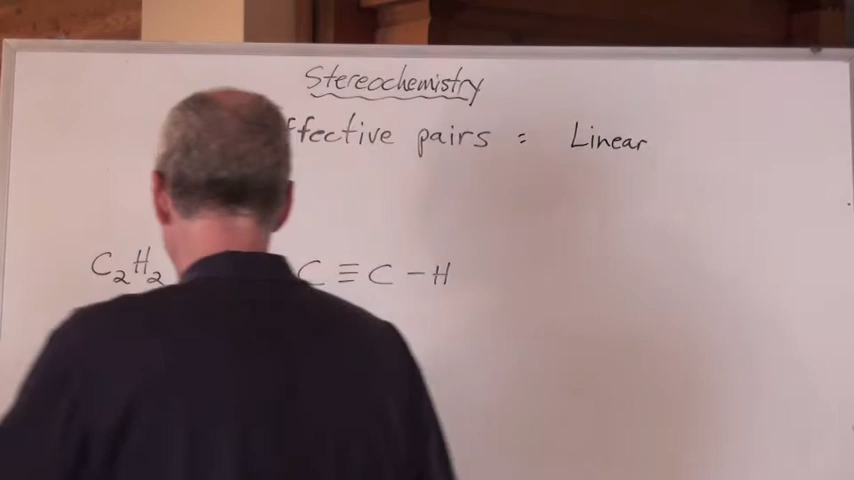 Stereochemistry
ffective pairs = Linear
C₂H₂ C ≡ C - H